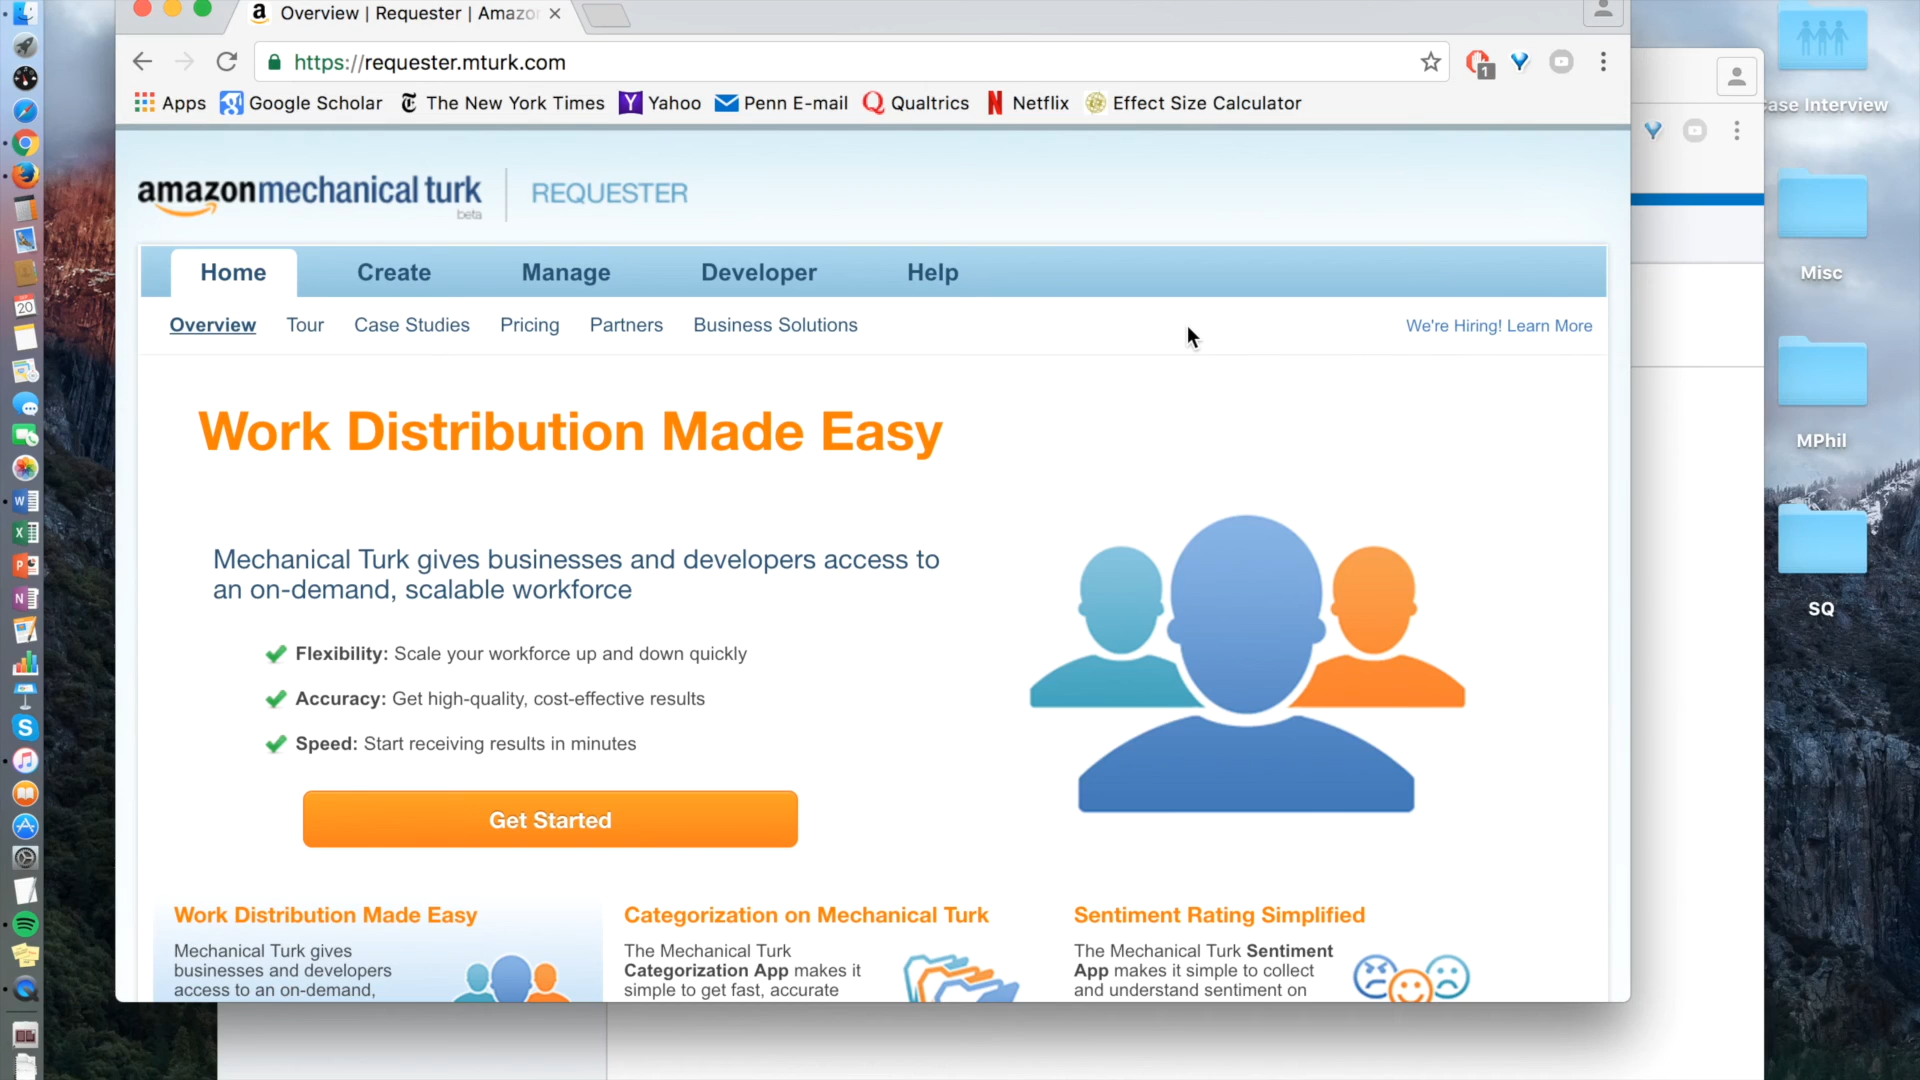 Overview | Requester | Amazo
https://requester.mturk.com
1
Apps Google Scholar The New York Times Yahoo Penn E-mail Qualtrics Netflix Effect Size Calculator
amazonmechanical turk
beta
REQUESTER
Home Create Manage Developer Help
Overview Tour Case Studies Pricing Partners Business Solutions We're Hiring! Learn More
Work Distribution Made Easy
Mechanical Turk gives businesses and developers access to
an on-demand, scalable workforce
Flexibility: Scale your workforce up and down quickly
Accuracy: Get high-quality, cost-effective results
Speed: Start receiving results in minutes
Get Started
Work Distribution Made Easy
Mechanical Turk gives
businesses and developers
access to an on-demand,
Categorization on Mechanical Turk
The Mechanical Turk
Categorization App makes it
simple to get fast, accurate
Sentiment Rating Simplified
The Mechanical Turk Sentiment
App makes it simple to collect
and understand sentiment on
ase Interview
Misc
MPhil
SQ
20